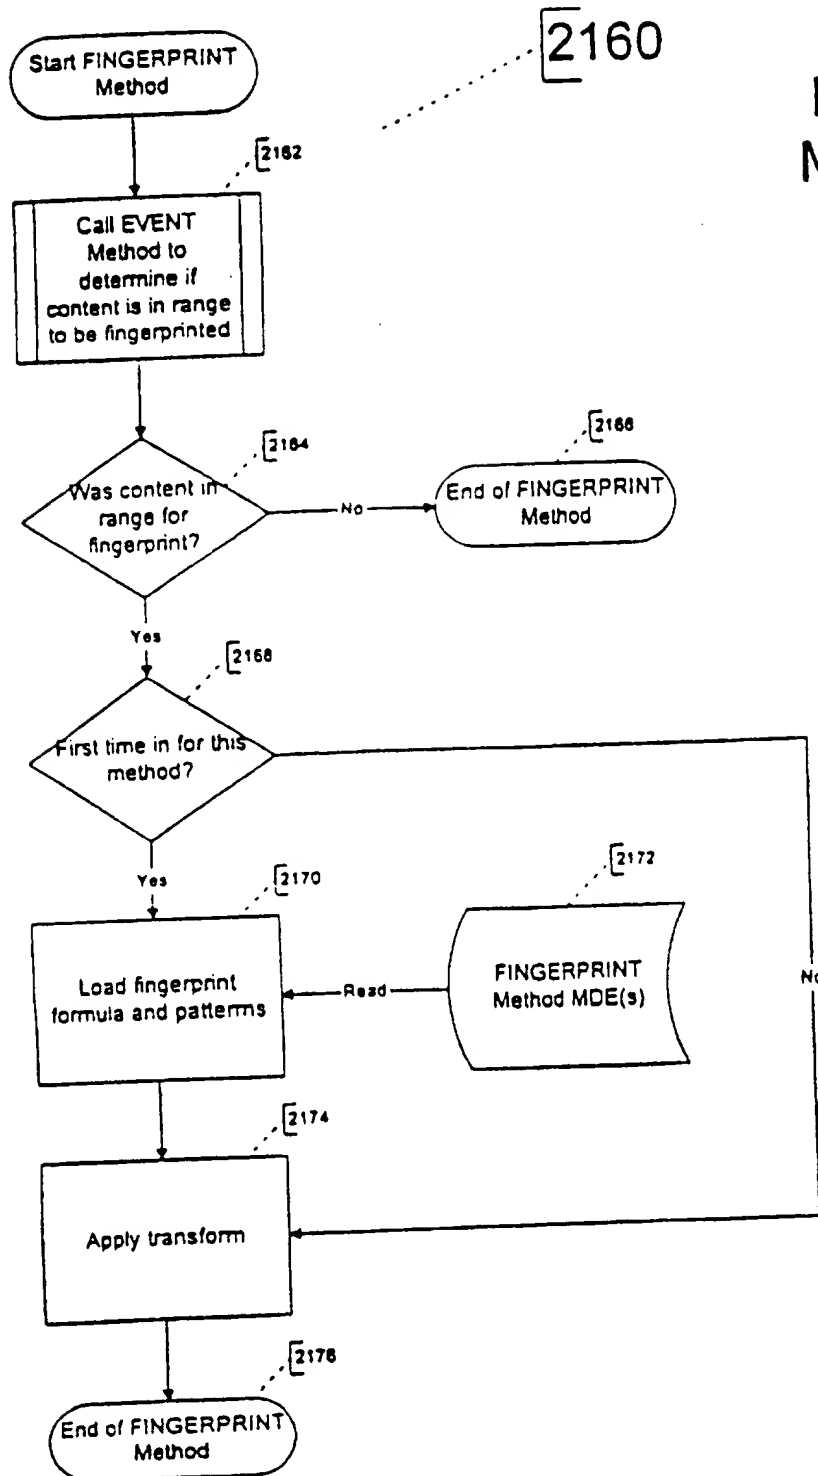 2160
Start FINGERPRINT
Method
2162
Call EVENT
Method to
determine if
content is in range
to be fingerprinted
2164
Was content in
range for
fingerprint?
No
2166
End of FINGERPRINT
Method
Yes
2168
First time in for this
method?
No
Yes
2170
Load fingerprint
formula and patterms
Read
2172
FINGERPRINT
Method MDE(s)
2174
Apply transform
2176
End of FINGERPRINT
Method